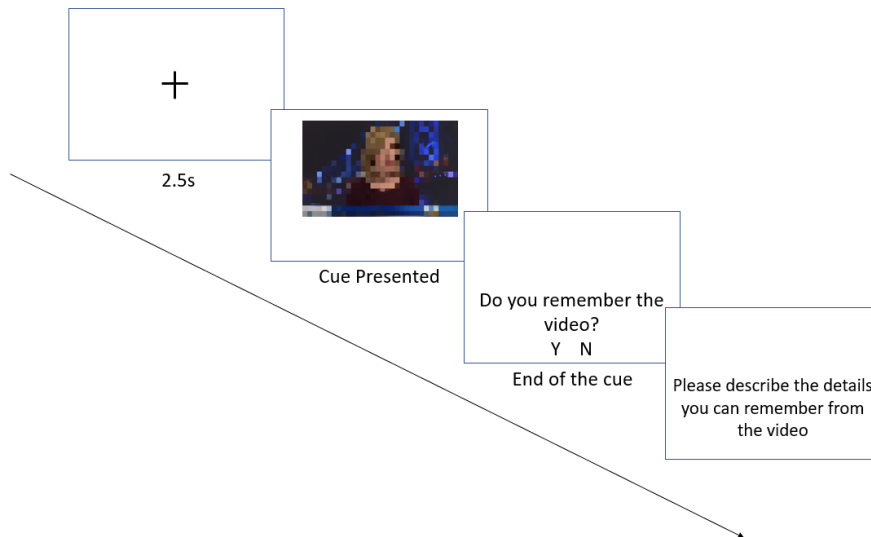 2.5s
Cue Presented
Do you remember the
video?
Y N
End of the cue
Please describe the details
you can remember from
the video